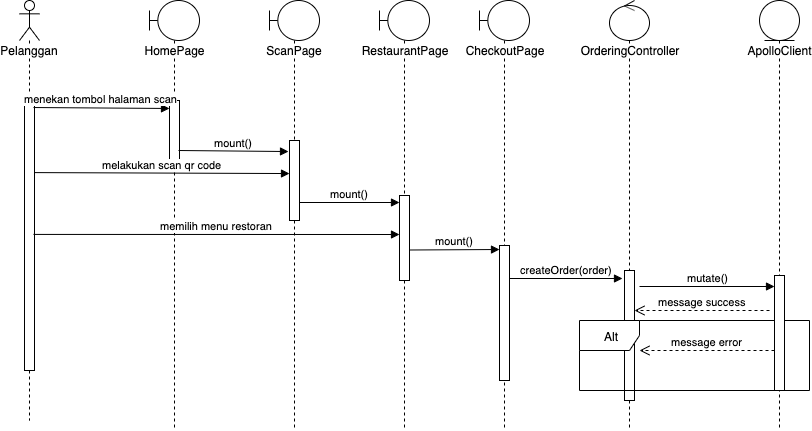 Pelanggan
HomePage
ScanPage
RestaurantPage
CheckoutPage
OrderingController
ApolloClient
menekan tombol halaman scan
mount()
melakukan scan qr code
mount()
memilih menu restoran
mount()
createOrder(order)
mutate()
message success
Alt
message error